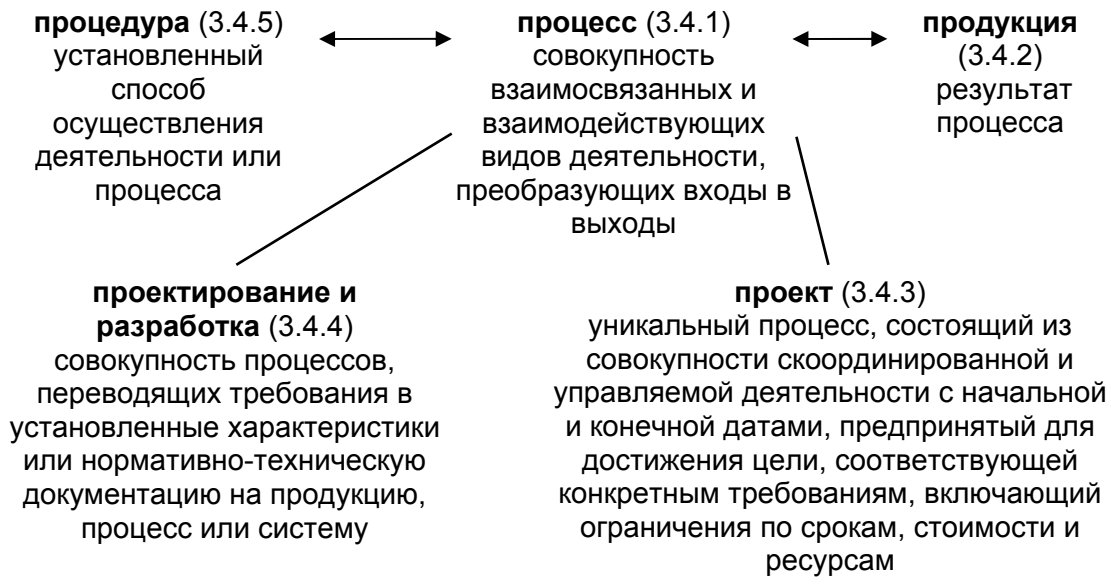 процедура (3.4.5)
установленный
способ
осуществления
деятельности или
процесса
процесс (3.4.1)
совокупность
взаимосвязанных и
взаимодействующих
видов деятельности,
преобразующих входы в
выходы
продукция
(3.4.2)
результат
процесса
проектирование и
разработка (3.4.4)
совокупность процессов,
переводящих требования в
установленные характеристики
или нормативно-техническую
документацию на продукцию,
процесс или систему
проект (3.4.3)
уникальный процесс, состоящий из
совокупности скоординированной и
управляемой деятельности с начальной
и конечной датами, предпринятый для
достижения цели, соответствующей
конкретным требованиям, включающий
ограничения по срокам, стоимости и
ресурсам